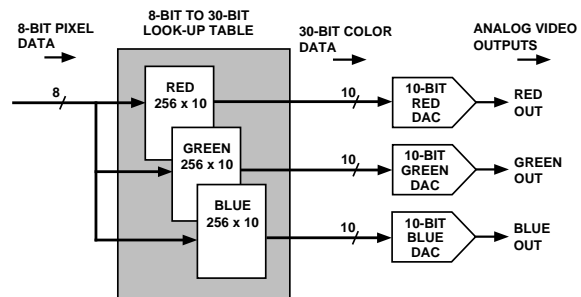 8-BIT PIXEL
DATA
8-BIT TO 30-BIT
LOOK-UP TABLE
30-BIT COLOR
DATA
ANALOG VIDEO
OUTPUTS
8
RED
256 x 10
10
10-BIT
RED
DAC
RED
OUT
GREEN
256 x 10
10
10-BIT
GREEN
DAC
GREEN
OUT
BLUE
256 x 10
10
10-BIT
BLUE
DAC
BLUE
OUT